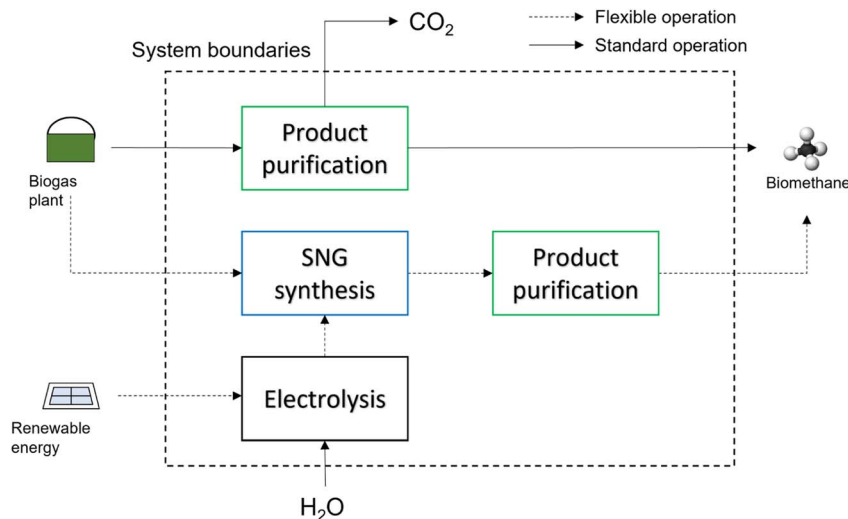 CO₂
Flexible operation
Standard operation
System boundaries
Product
purification
Biogas
plant
Biomethane
SNG
synthesis
Product
purification
Electrolysis
Renewable
energy
H₂O